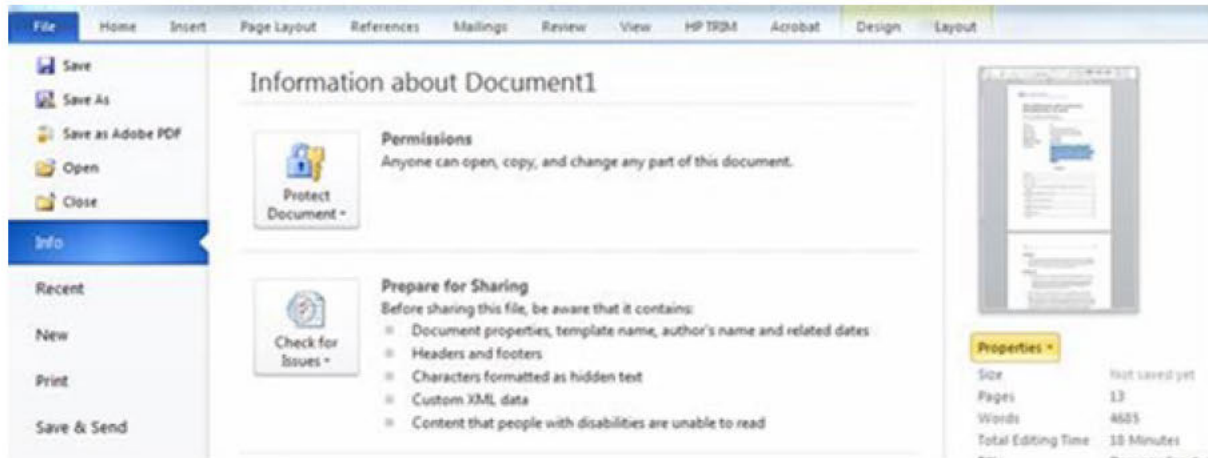 File Home Insert Page Layout References Mailings Review View HP TRIM Acrobat Design Layout
Save
Save As
Save as Adobe PDF
Open
Close
Info
Recent
New
Print
Save & Send
Information about Document1
Protect
Document
Permissions
Anyone can open, copy, and change any part of this document.
Check for
Issues
Prepare for Sharing
Before sharing this file, be aware that it contains:
Document properties, template name, author's name and related dates
Headers and footers
Characters formatted as hidden text
Custom XML data
Content that people with disabilities are unable to read
Properties
Size Not saved yet
Pages 13
Words 4685
Total Editing Time 18 Minutes